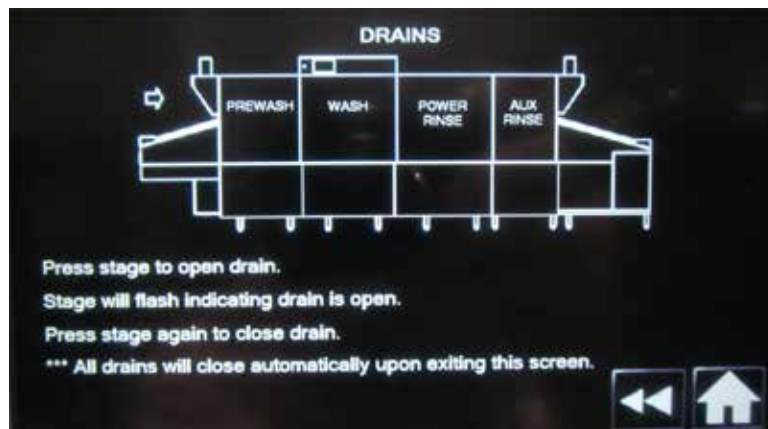 DRAINS
PREWASH
WASH
POWER
RINSE
AUX
RINSE
Press stage to open drain.
Stage will flash indicating drain is open.
Press stage again to close drain.
*** All drains will close automatically upon exiting this screen.